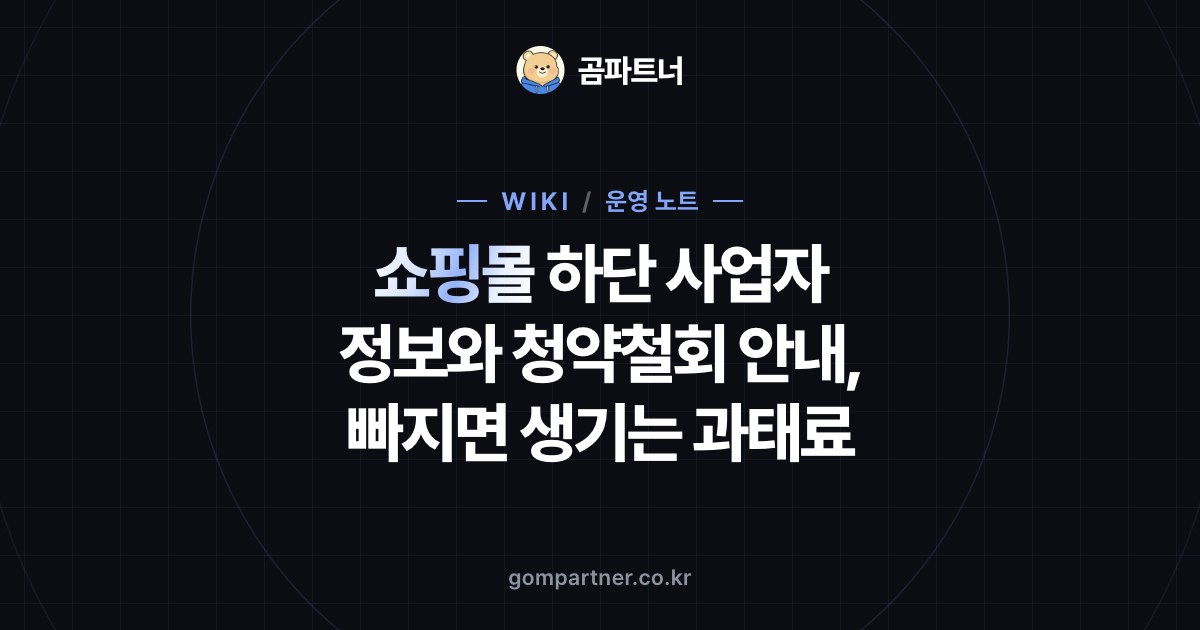 곰파트너
WIKI / 운영 노트
쇼핑몰 하단 사업자
정보와 청약철회 안내,
빠지면 생기는 과태료
gompartner.co.kr